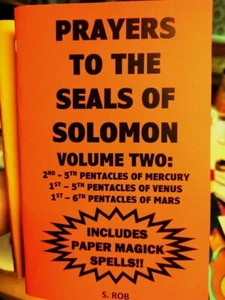 PRAYERS
TO THE
SEALS OF
SOLOMON
VOLUME TWO:
2ND - 5TH PENTACLES OF MERCURY
1ST - 5TH PENTACLES OF VENUS
1ST - 6TH PENTACLES OF MARS
INCLUDES
PAPER MAGICK
SPELLS!!
S. ROB